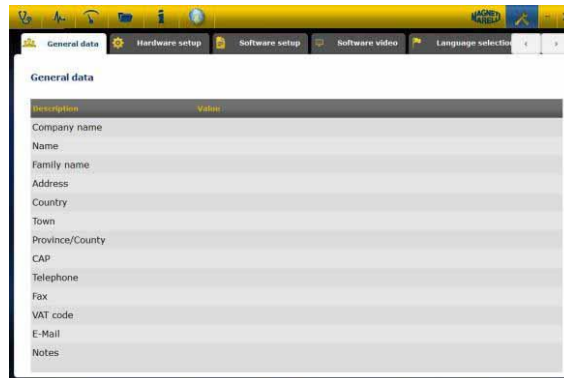 MAGNETI
MARELLI
General data
Hardware setup
Software setup
Software video
Language selection
General data
Description Value
Company name
Name
Family name
Address
Country
Town
Province/County
CAP
Telephone
Fax
VAT code
E-Mail
Notes